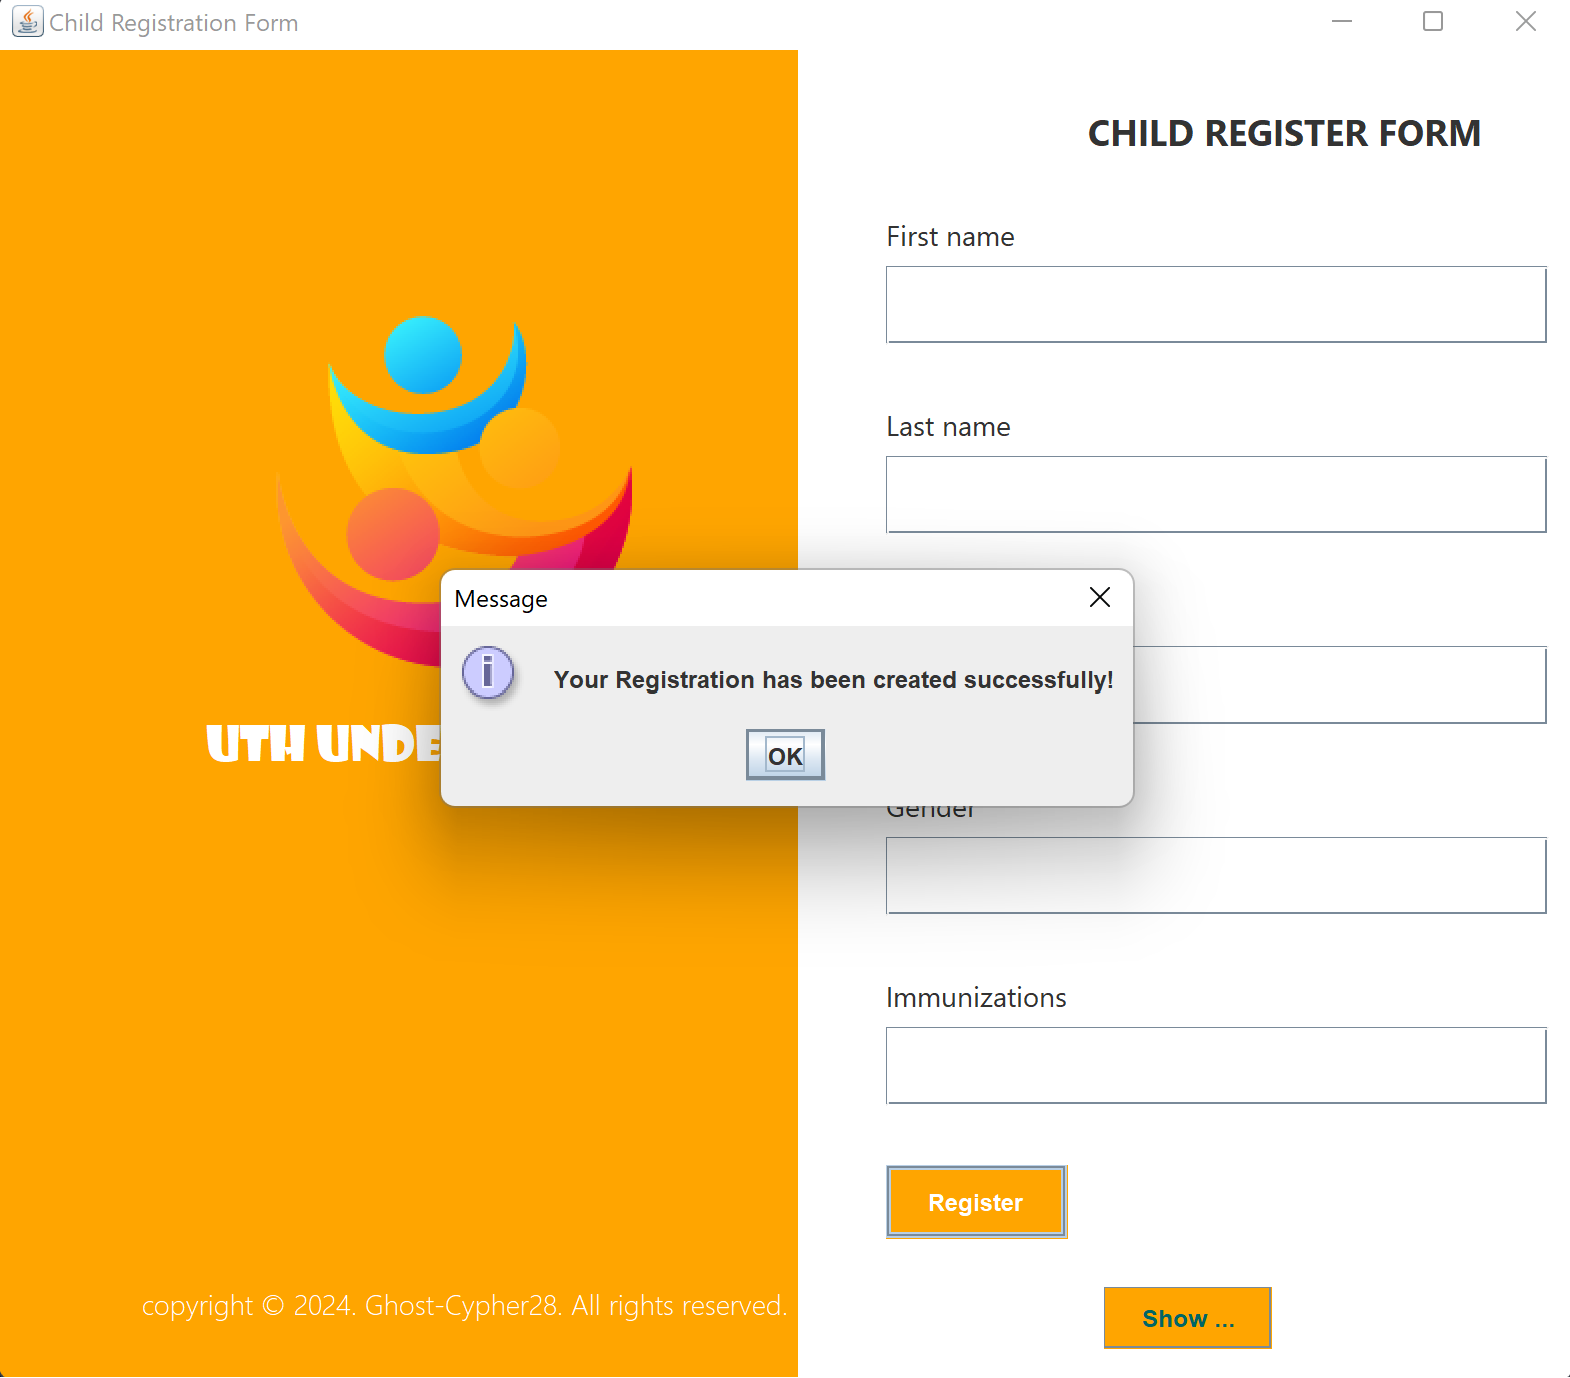 Child Registration Form
CHILD REGISTER FORM
First name
Last name
Message
Your Registration has been created successfully!
OK
UTH UNDE
Gender
Immunizations
Register
Show ...
copyright © 2024. Ghost-Cypher28. All rights reserved.